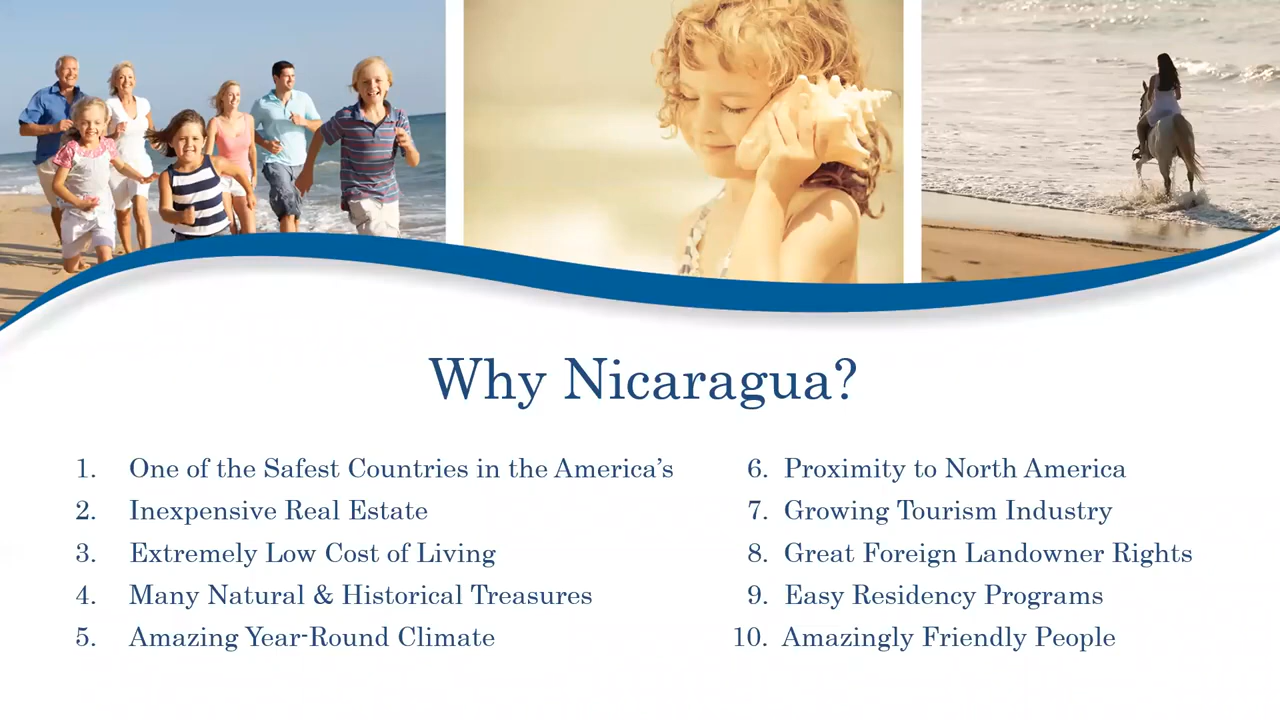 Why Nicaragua?
1. One of the Safest Countries in the America’s
2. Inexpensive Real Estate
3. Extremely Low Cost of Living
4. Many Natural & Historical Treasures
5. Amazing Year-Round Climate
6. Proximity to North America
7. Growing Tourism Industry
8. Great Foreign Landowner Rights
9. Easy Residency Programs
10. Amazingly Friendly People